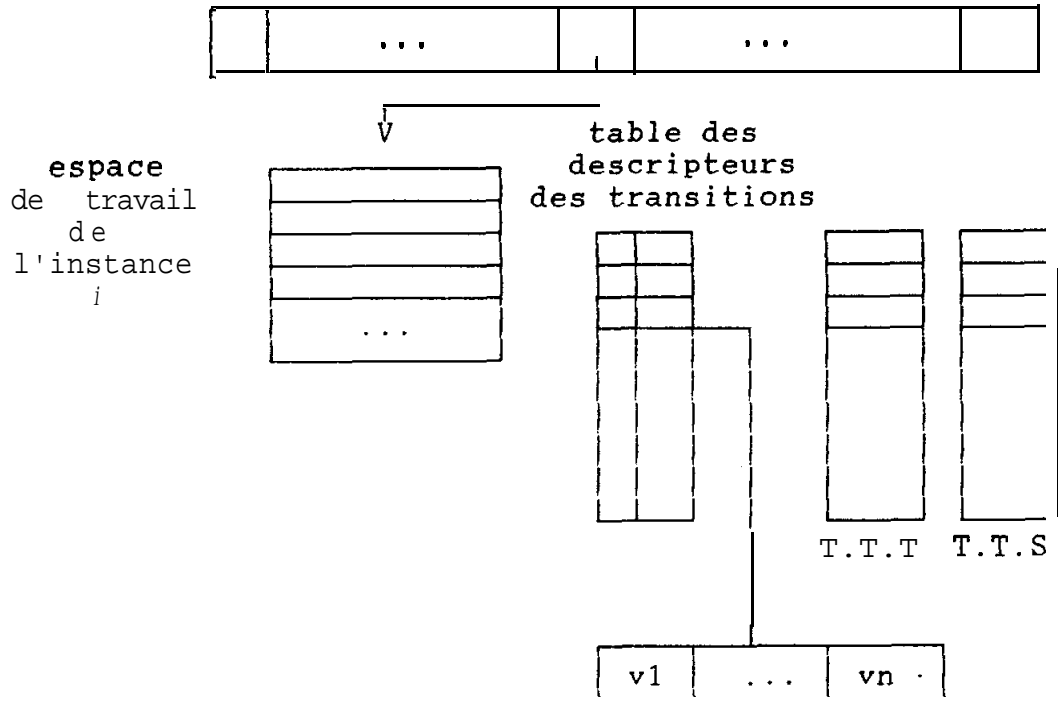 ... ...
V
table des
descripteurs
des transitions
espace
de travail
de
l'instance
i
...
T.T.T T.T.S
v1 ... vn